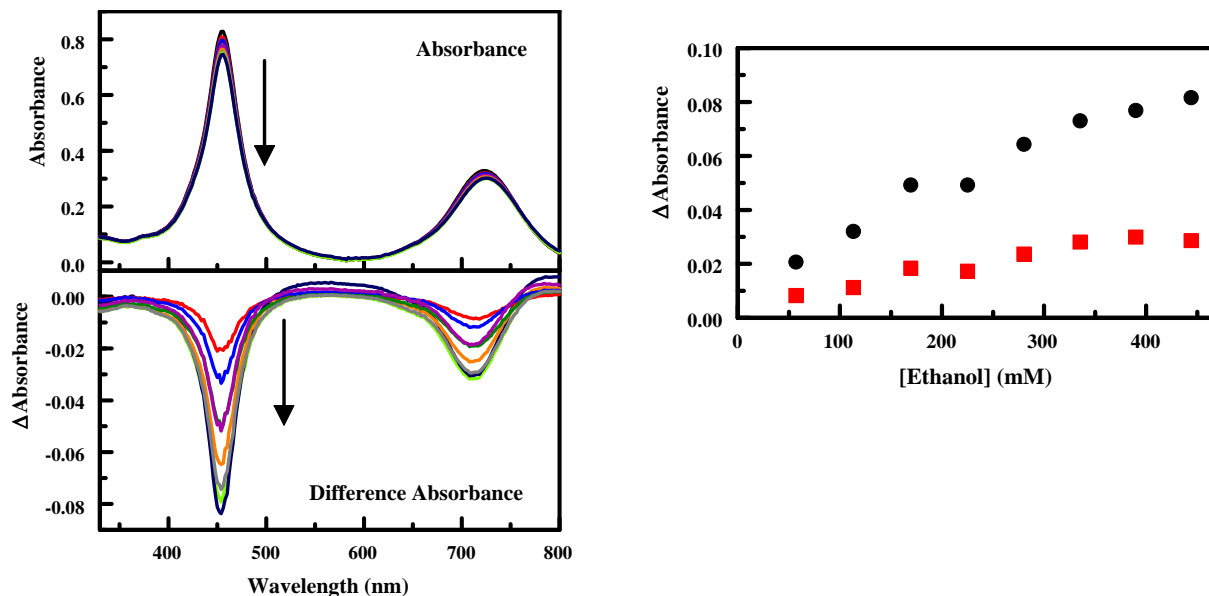 Absorbance
0.8
0.6
0.4
0.2
0.0
Absorbance
0.00
-0.02
-0.04
-0.06
-0.08
Δ Absorbance
Difference Absorbance
400 500 600 700 800
Wavelength (nm)
0.10
0.08
0.06
0.04
0.02
0.00
Δ Absorbance
0 100 200 300 400
[Ethanol] (mM)